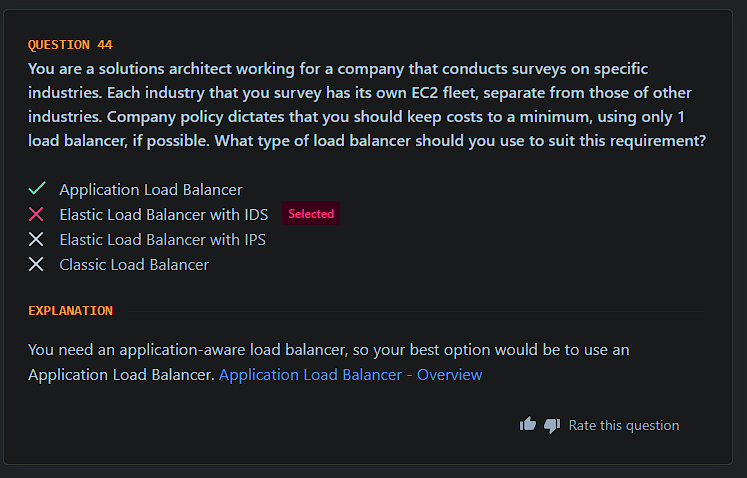 QUESTION 44
You are a solutions architect working for a company that conducts surveys on specific
industries. Each industry that you survey has its own EC2 fleet, separate from those of other
industries. Company policy dictates that you should keep costs to a minimum, using only 1
load balancer, if possible. What type of load balancer should you use to suit this requirement?
Application Load Balancer
Elastic Load Balancer with IDS Selected
Elastic Load Balancer with IPS
Classic Load Balancer
EXPLANATION
You need an application-aware load balancer, so your best option would be to use an
Application Load Balancer. Application Load Balancer - Overview
Rate this question